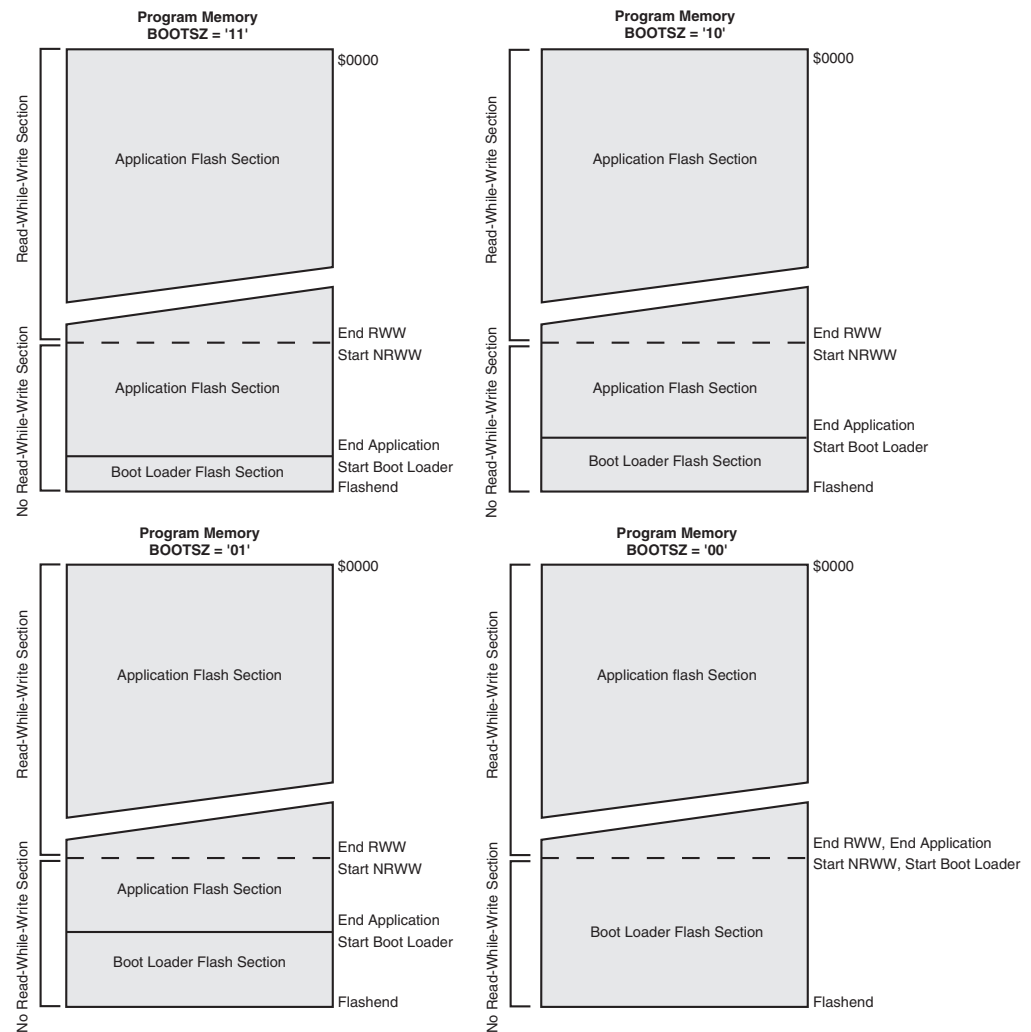 Program Memory
BOOTSZ = '11'
$0000
Read-While-Write Section
Application Flash Section
End RWW
Start NRWW
No Read-While-Write Section
Application Flash Section
End Application
Start Boot Loader
Boot Loader Flash Section
Flashend
Program Memory
BOOTSZ = '10'
$0000
Read-While-Write Section
Application Flash Section
End RWW
Start NRWW
No Read-While-Write Section
Application Flash Section
End Application
Start Boot Loader
Boot Loader Flash Section
Flashend
Program Memory
BOOTSZ = '01'
$0000
Read-While-Write Section
Application Flash Section
End RWW
Start NRWW
No Read-While-Write Section
Application Flash Section
End Application
Start Boot Loader
Boot Loader Flash Section
Flashend
Program Memory
BOOTSZ = '00'
$0000
Read-While-Write Section
Application flash Section
End RWW, End Application
Start NRWW, Start Boot Loader
No Read-While-Write Section
Boot Loader Flash Section
Flashend